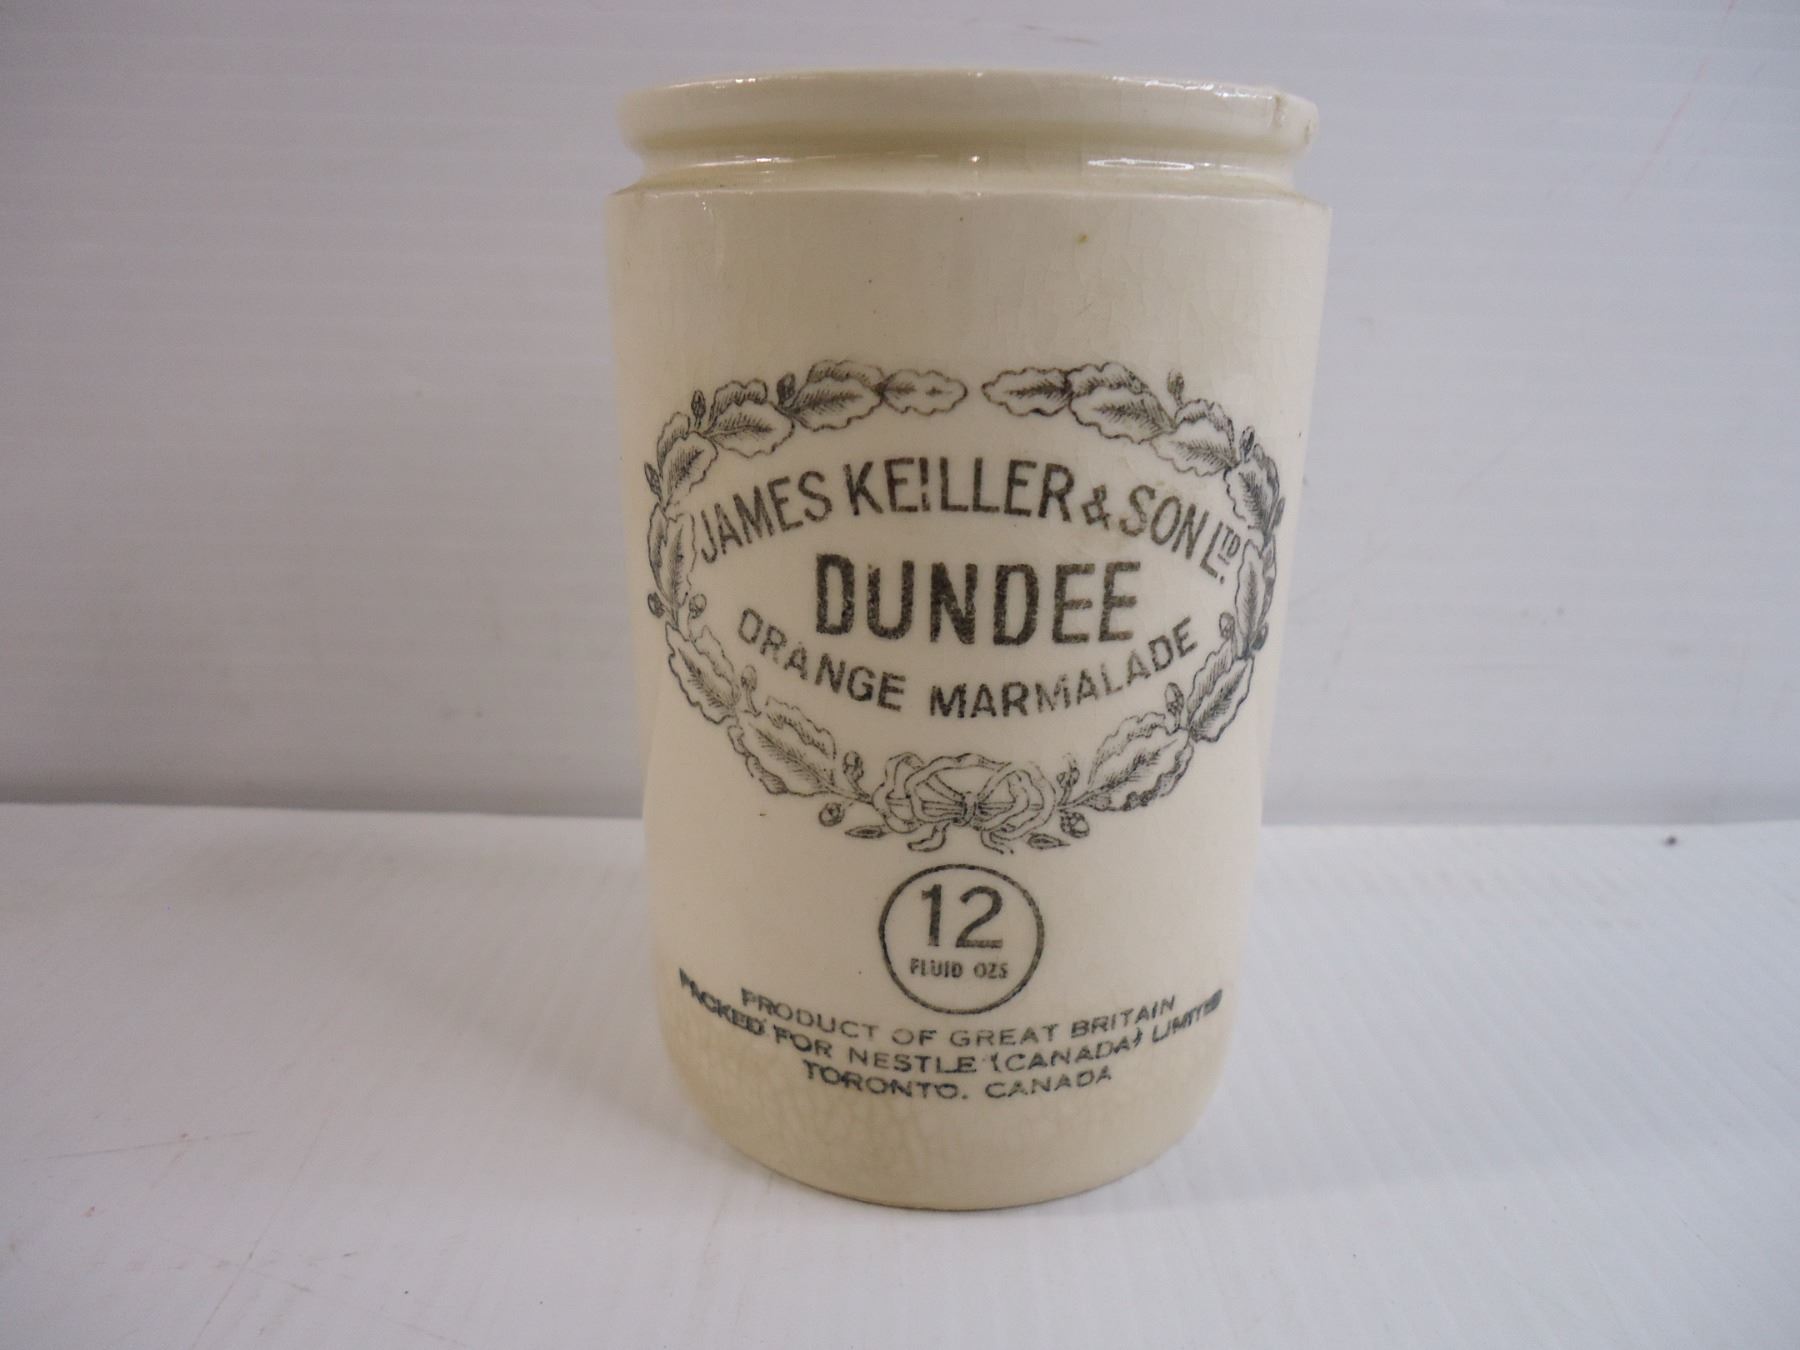 JAMES KEILLER & SON LTD.
DUNDEE
ORANGE MARMALADE
12
FLUID OZS
PRODUCT OF GREAT BRITAIN
PACKED FOR NESTLE (CANADA) LIMITED
TORONTO. CANADA